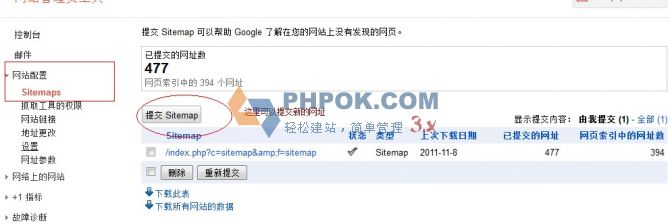 控制台
邮件
网站配置
Sitemaps
抓取工具的权限
网站链接
地址更改
设置
网址参数
网络上的网站
+1 指标
故障诊断
提交 Sitemap 可以帮助 Google 了解在您的网站上没有发现的网页。
已提交的网址数
477
网页索引中的 394 个网址
提交 Sitemap
这里可以提交新的网址
PHPOK.COM
轻松建站，简单管理 3.x
显示提交内容： 由我提交 (1) - 全部 (1)
Sitemap 状态 类型 上次下载日期 已提交的网址 网页索引中的网址数
/index.php?c=sitemap&amp;f=sitemap Sitemap 2011-11-8 477 394
删除 重新提交
下载此表
下载所有网站的数据